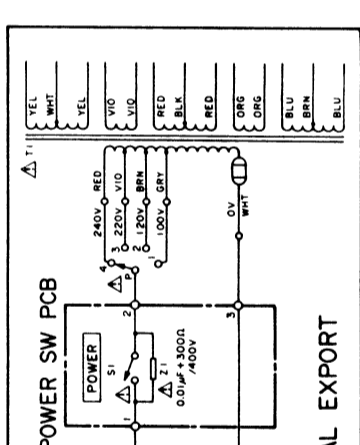 YEL
WHT
YEL
VIO
VIO
RED
BLK
RED
ORG
ORG
BLU
BRN
BLU
T1
240V RED
220V VIO
120V BRN
100V GRY
4
3
2
1
P
0V
WHT
POWER SW PCB
POWER
S1
Z1
0.01µF+300Ω
/400V
1
2
3
AL EXPORT